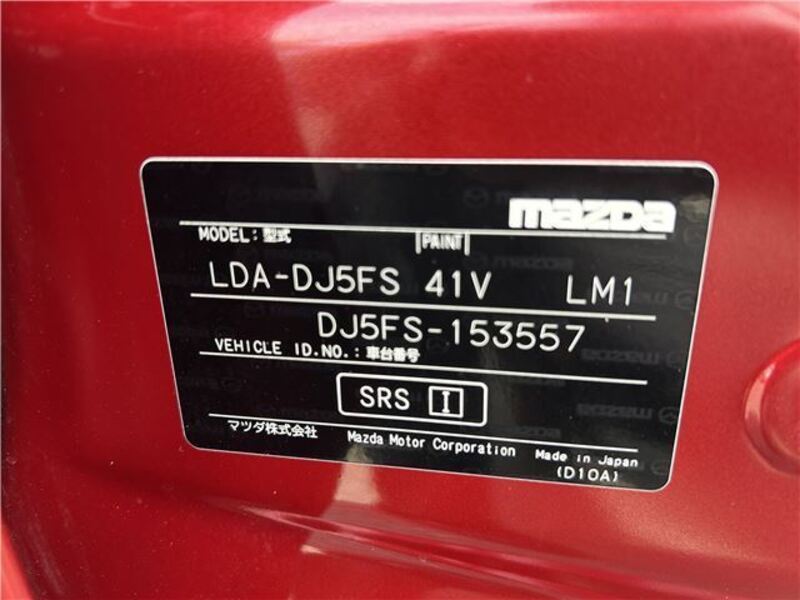 mazda
MODEL: 型式 PAINT
LDA-DJ5FS 41V LM1
DJ5FS-153557
VEHICLE ID.NO.: 車台番号
SRS I
マツダ株式会社 Mazda Motor Corporation Made in Japan
(D10A)